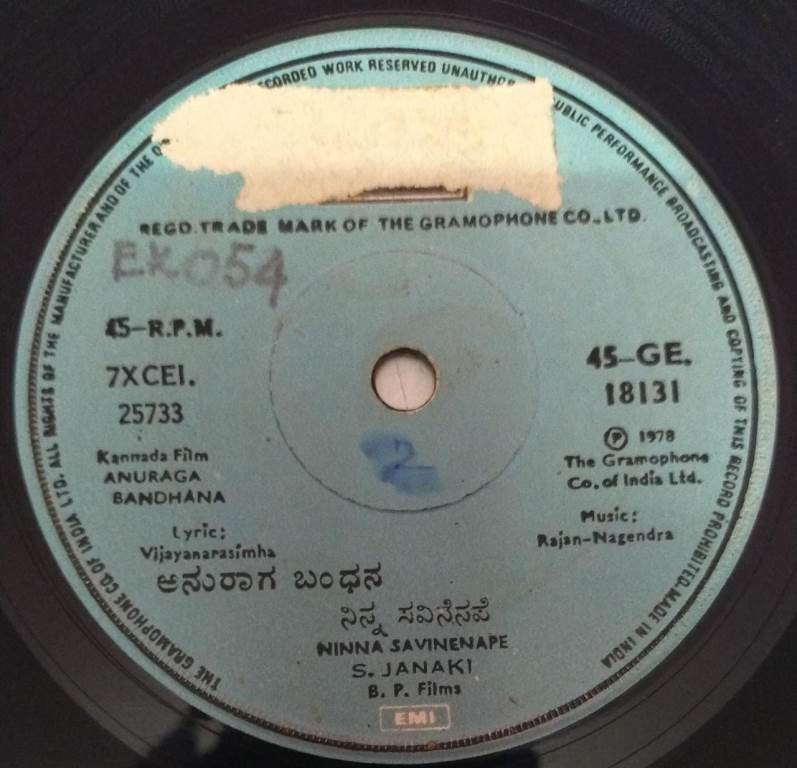 CORDED WORK RESERVED UNAUTHO
UBLIC PERFORMANCE BROADCASTING AND COPYING OF THIS RECORD PROHIBITED.MADE IN INDIA
THE GRAMOPHONE CO. OF INDIA LTD. ALL RIGHTS OF THE MANUFACTURER AND OF THE O
REGD.TRADE MARK OF THE GRAMOPHONE CO.,LTD.
EX054
45-R.P.M.
7XCEI.
25733
45-GE.
18131
Ⓟ 1978
The Gramophone
Co. of India Ltd.
2
Kannada Film
ANURAGA
BANDHANA
Music:
Rajan-Nagendra
Lyric:
Vijayanarasimha
ಅನುರಾಗ ಬಂಧನ
ನಿನ್ನ ಸವಿನೆನಪೆ
NINNA SAVINENAPE
S. JANAKI
B. P. Films
EMI